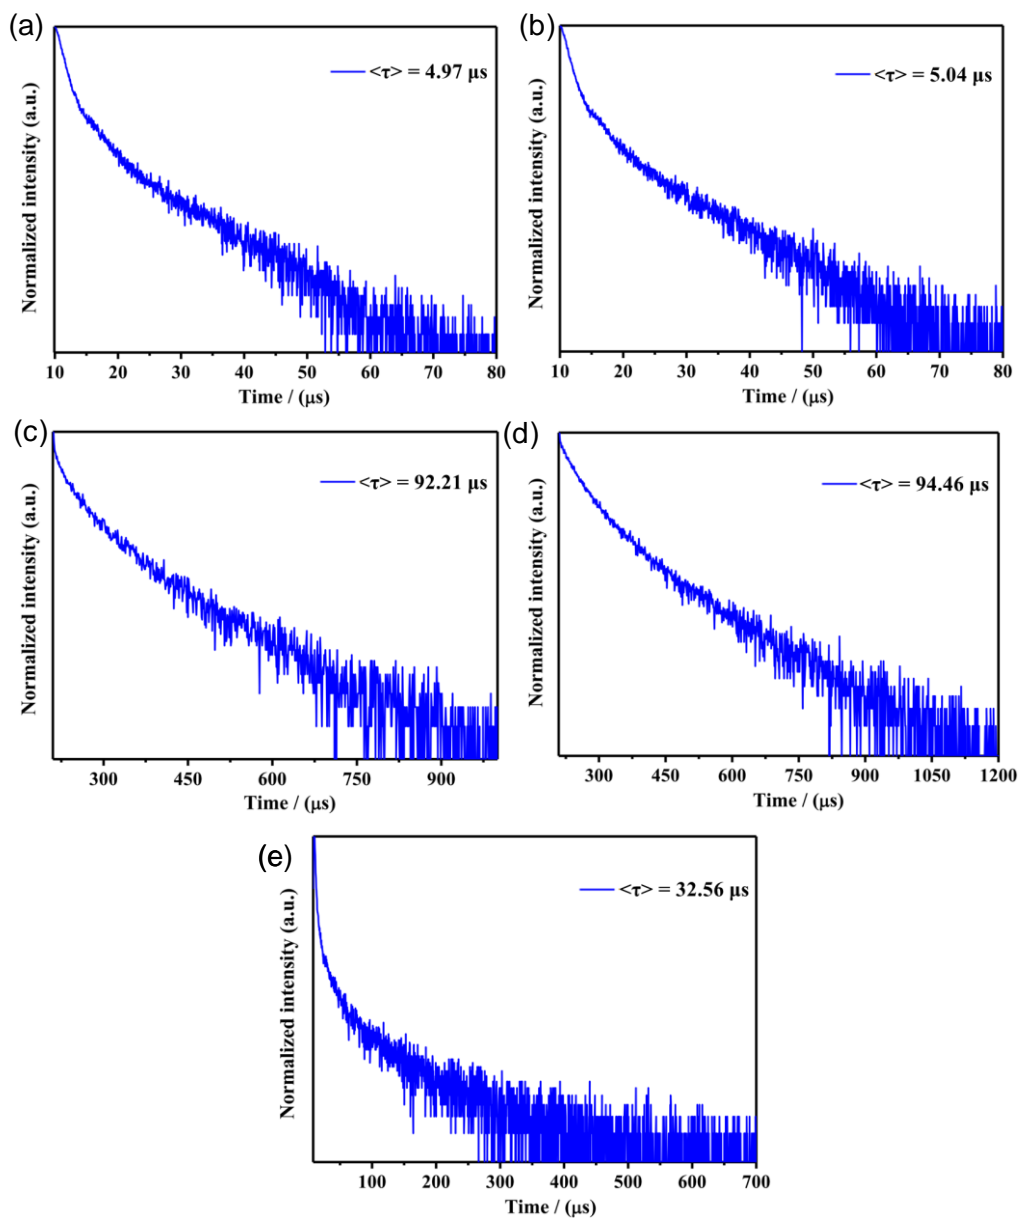 (a)
<τ> = 4.97 μs
Normalized intensity (a.u.)
10 20 30 40 50 60 70 80
Time / (μs)
(b)
<τ> = 5.04 μs
Normalized intensity (a.u.)
10 20 30 40 50 60 70 80
Time / (μs)
(c)
<τ> = 92.21 μs
Normalized intensity (a.u.)
300 450 600 750 900
Time / (μs)
(d)
<τ> = 94.46 μs
Normalized intensity (a.u.)
300 450 600 750 900 1050 1200
Time / (μs)
(e)
<τ> = 32.56 μs
Normalized intensity (a.u.)
100 200 300 400 500 600 700
Time / (μs)